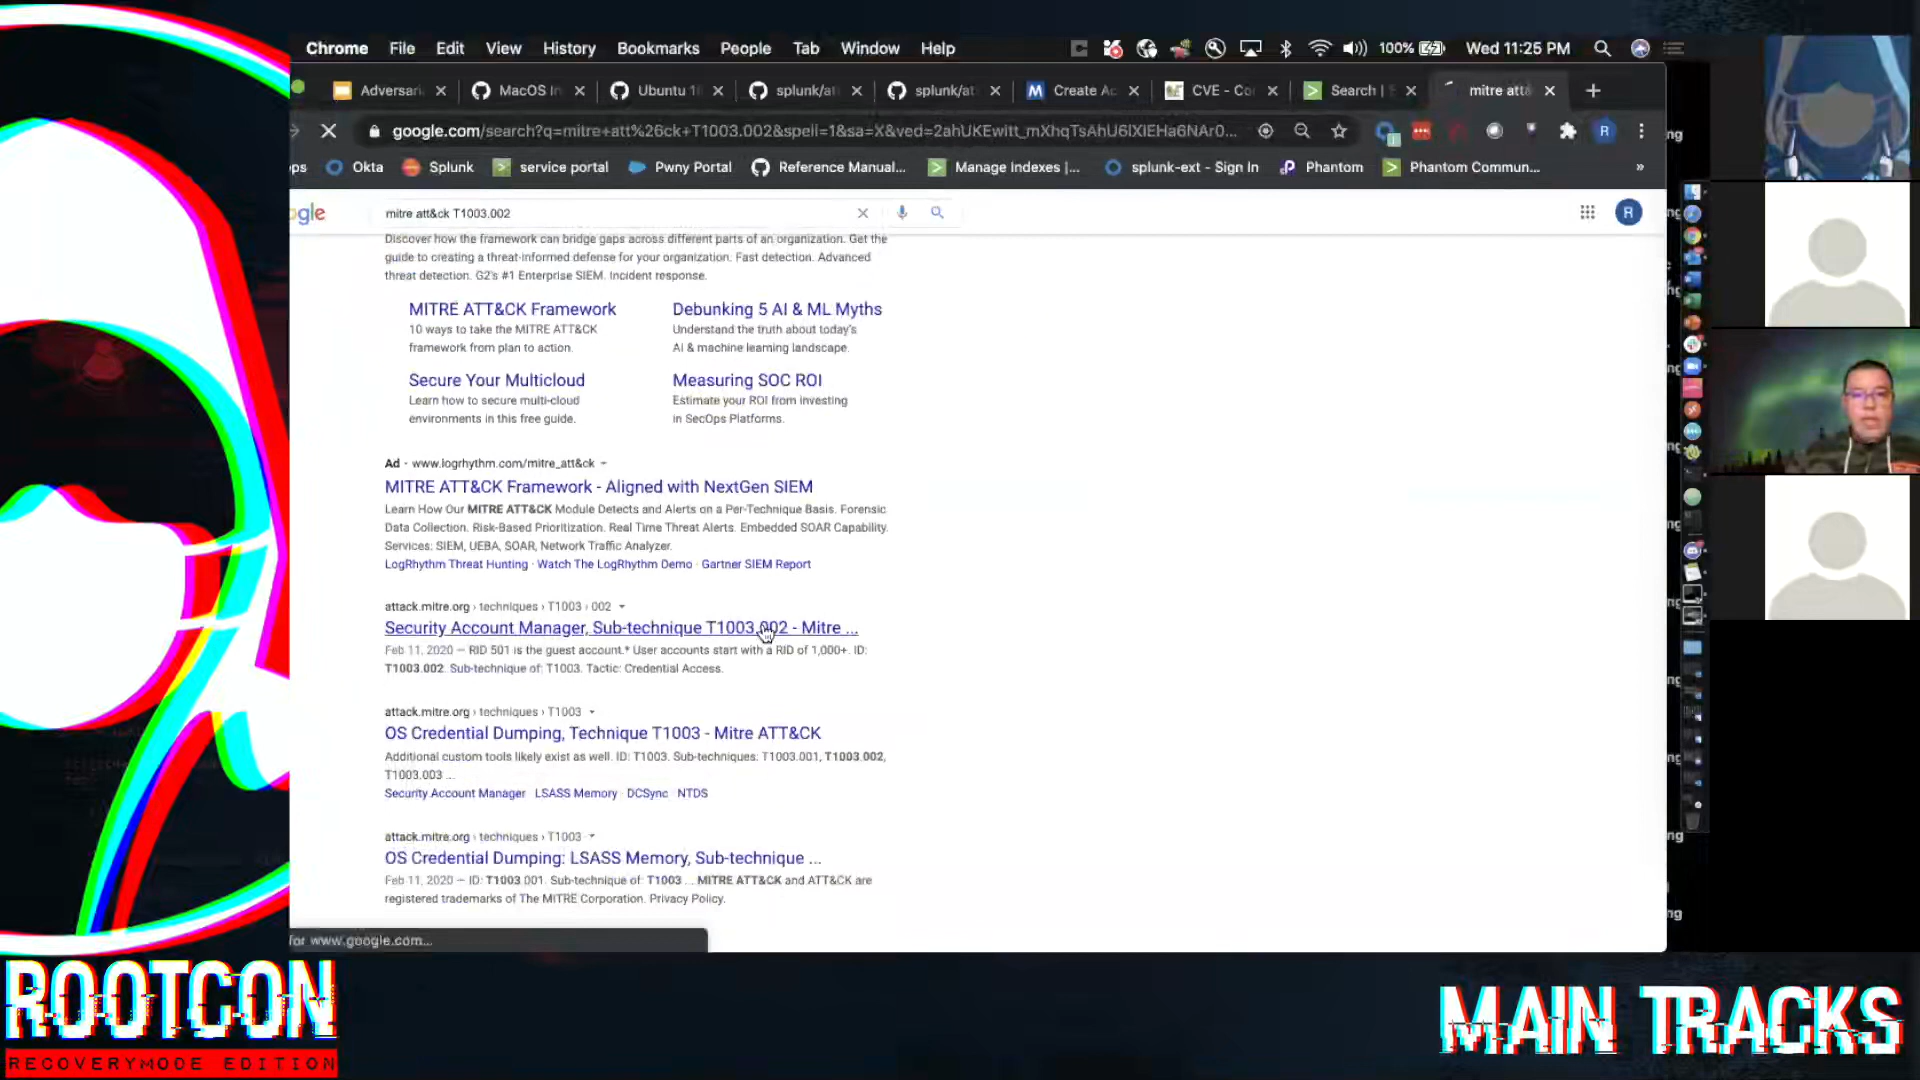 Chrome File Edit View History Bookmarks People Tab Window Help 100% Wed 11:25 PM
Adversari MacOS In Ubuntu 1 splunk/at splunk/at Create Ac CVE - Co Search | mitre att&
google.com/search?q=mitre+att%26ck+T1003.002&spell=1&sa=X&ved=2ahUKEwitt_mXhqTsAhU6lXIEHa6NAr0...
ps Okta Splunk service portal Pwny Portal Reference Manual... Manage Indexes |... splunk-ext - Sign In Phantom Phantom Commun... »
ogle mitre att&ck T1003.002 R
Discover how the framework can bridge gaps across different parts of an organization. Get the
guide to creating a threat-informed defense for your organization. Fast detection. Advanced
threat detection. G2's #1 Enterprise SIEM. Incident response.
MITRE ATT&CK Framework
10 ways to take the MITRE ATT&CK
framework from plan to action.
Debunking 5 AI & ML Myths
Understand the truth about today's
AI & machine learning landscape.
Secure Your Multicloud
Learn how to secure multi-cloud
environments in this free guide.
Measuring SOC ROI
Estimate your ROI from investing
in SecOps Platforms.
Ad · www.logrhythm.com/mitre_att&ck
MITRE ATT&CK Framework - Aligned with NextGen SIEM
Learn How Our MITRE ATT&CK Module Detects and Alerts on a Per-Technique Basis. Forensic
Data Collection. Risk-Based Prioritization. Real Time Threat Alerts. Embedded SOAR Capability.
Services: SIEM, UEBA, SOAR, Network Traffic Analyzer.
LogRhythm Threat Hunting · Watch The LogRhythm Demo · Gartner SIEM Report
attack.mitre.org › techniques › T1003 › 002
Security Account Manager, Sub-technique T1003.002 - Mitre ...
Feb 11, 2020 — RID 501 is the guest account.* User accounts start with a RID of 1,000+. ID:
T1003.002. Sub-technique of: T1003. Tactic: Credential Access.
attack.mitre.org › techniques › T1003
OS Credential Dumping, Technique T1003 - Mitre ATT&CK
Additional custom tools likely exist as well. ID: T1003. Sub-techniques: T1003.001, T1003.002,
T1003.003 ...
Security Account Manager · LSASS Memory · DCSync · NTDS
attack.mitre.org › techniques › T1003
OS Credential Dumping: LSASS Memory, Sub-technique ...
Feb 11, 2020 — ID: T1003.001. Sub-technique of: T1003 ... MITRE ATT&CK and ATT&CK are
registered trademarks of The MITRE Corporation. Privacy Policy.
for www.google.com...
ROOTCON
RECOVERYMODE EDITION
MAIN TRACKS